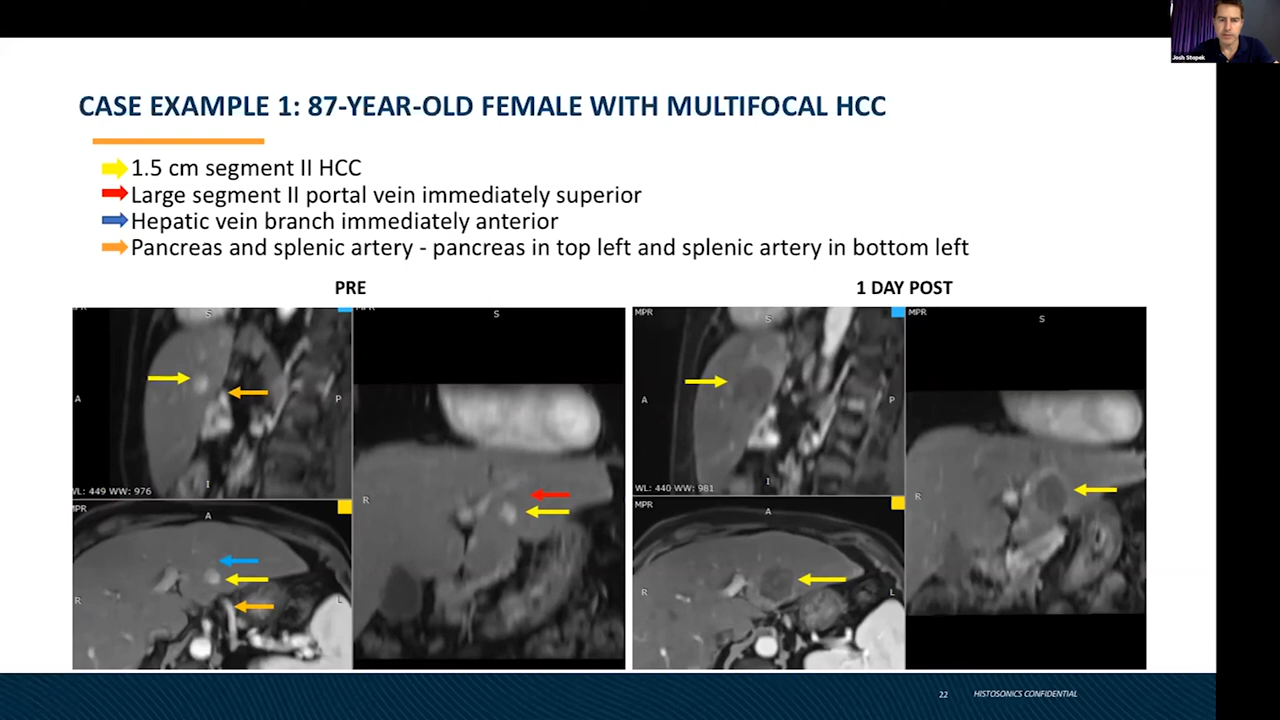 Josh Stopek
CASE EXAMPLE 1: 87-YEAR-OLD FEMALE WITH MULTIFOCAL HCC
1.5 cm segment II HCC
Large segment II portal vein immediately superior
Hepatic vein branch immediately anterior
Pancreas and splenic artery - pancreas in top left and splenic artery in bottom left
PRE
1 DAY POST
S
A
P
I
WL: 449 WW: 976
S
R
A
R
L
MPR
S
A
P
I
WL: 440 WW: 981
MPR
S
R
MPR
A
R
L
22
HISTOSONICS CONFIDENTIAL